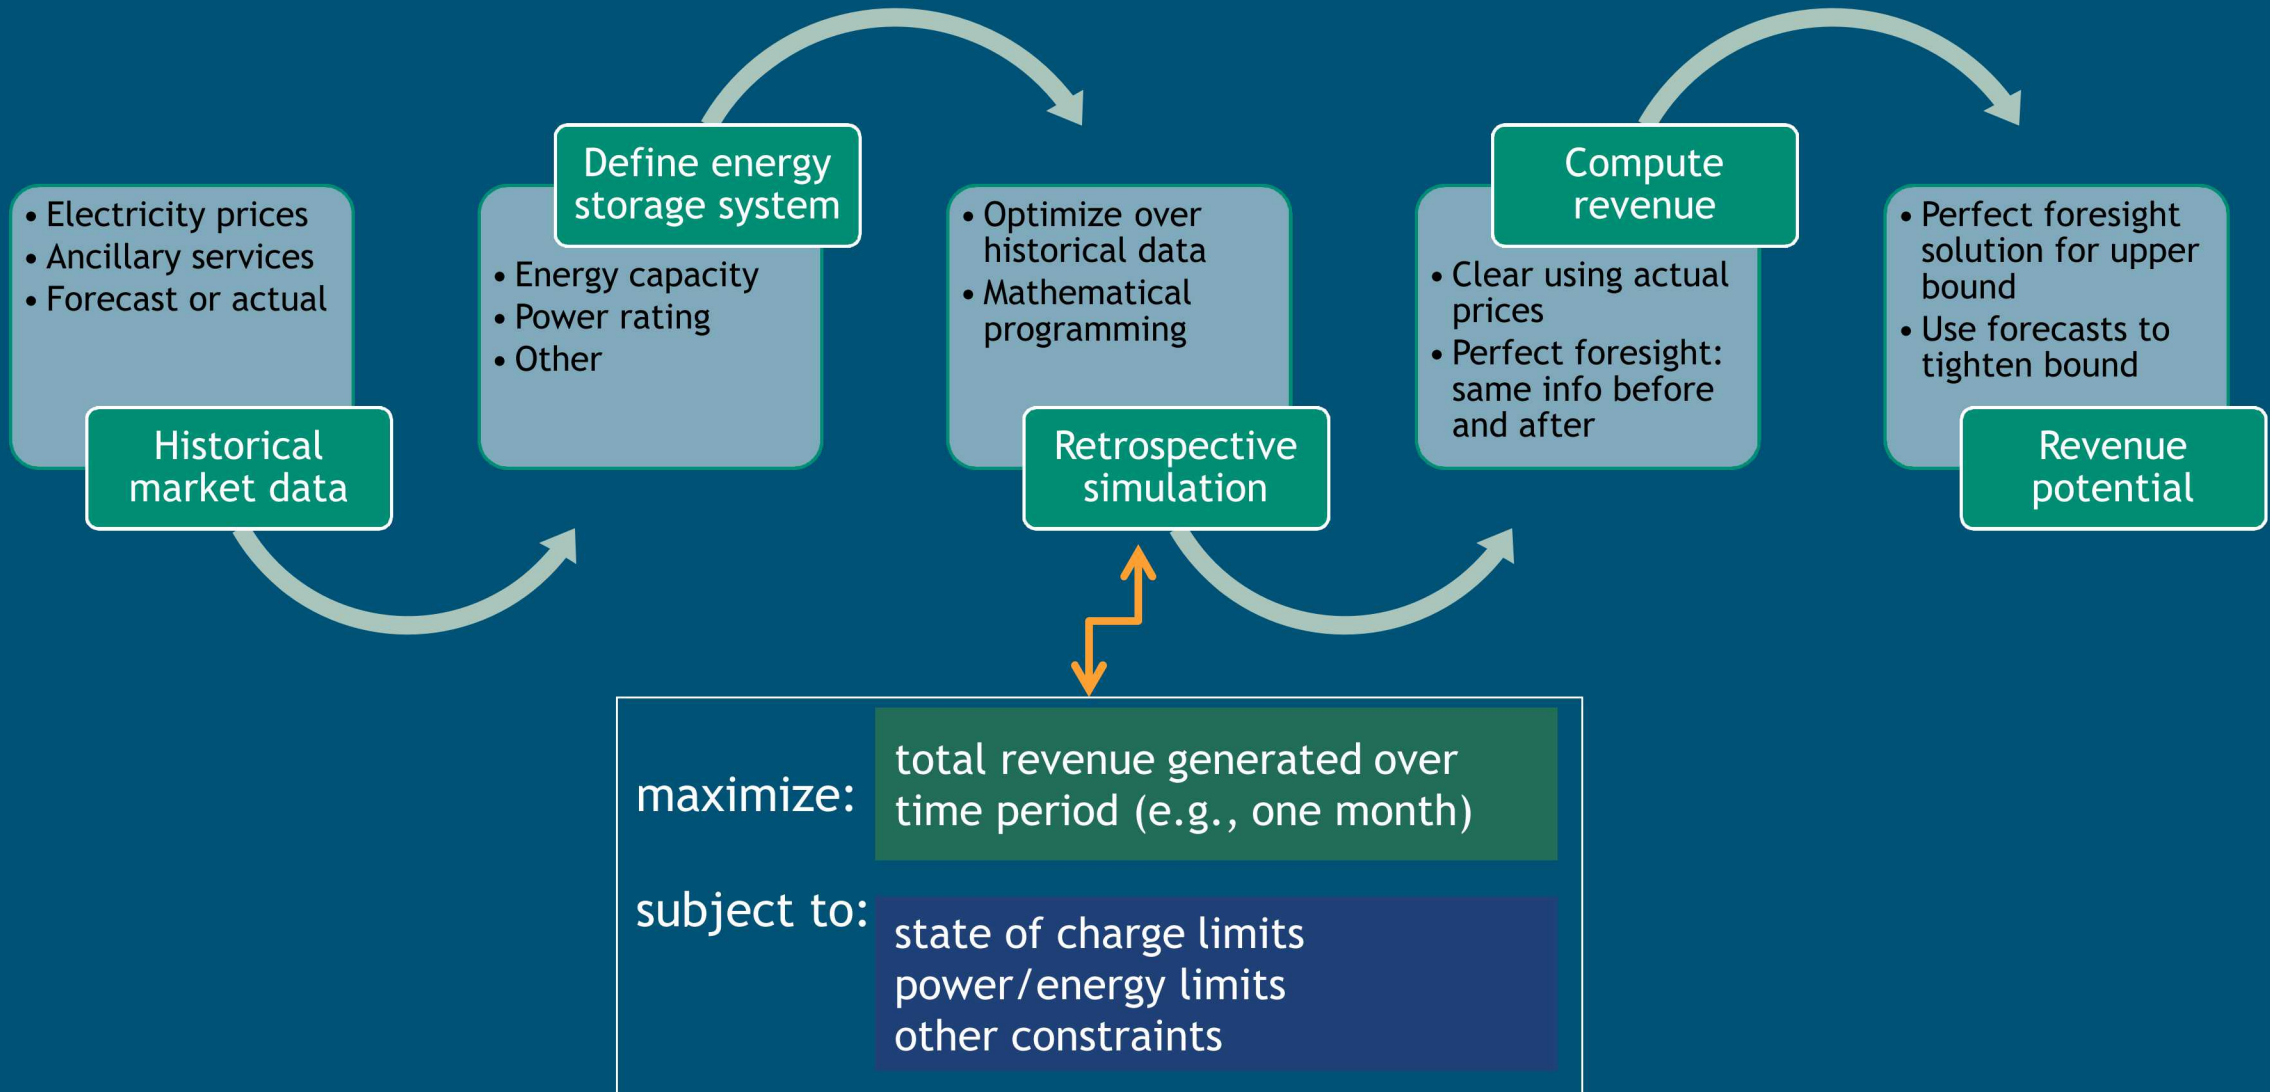 • Electricity prices
• Ancillary services
• Forecast or actual
Historical
market data
Define energy
storage system
• Energy capacity
• Power rating
• Other
• Optimize over
historical data
• Mathematical
programming
Retrospective
simulation
Compute
revenue
• Clear using actual
prices
• Perfect foresight:
same info before
and after
• Perfect foresight
solution for upper
bound
• Use forecasts to
tighten bound
Revenue
potential
maximize:
total revenue generated over
time period (e.g., one month)
subject to:
state of charge limits
power/energy limits
other constraints